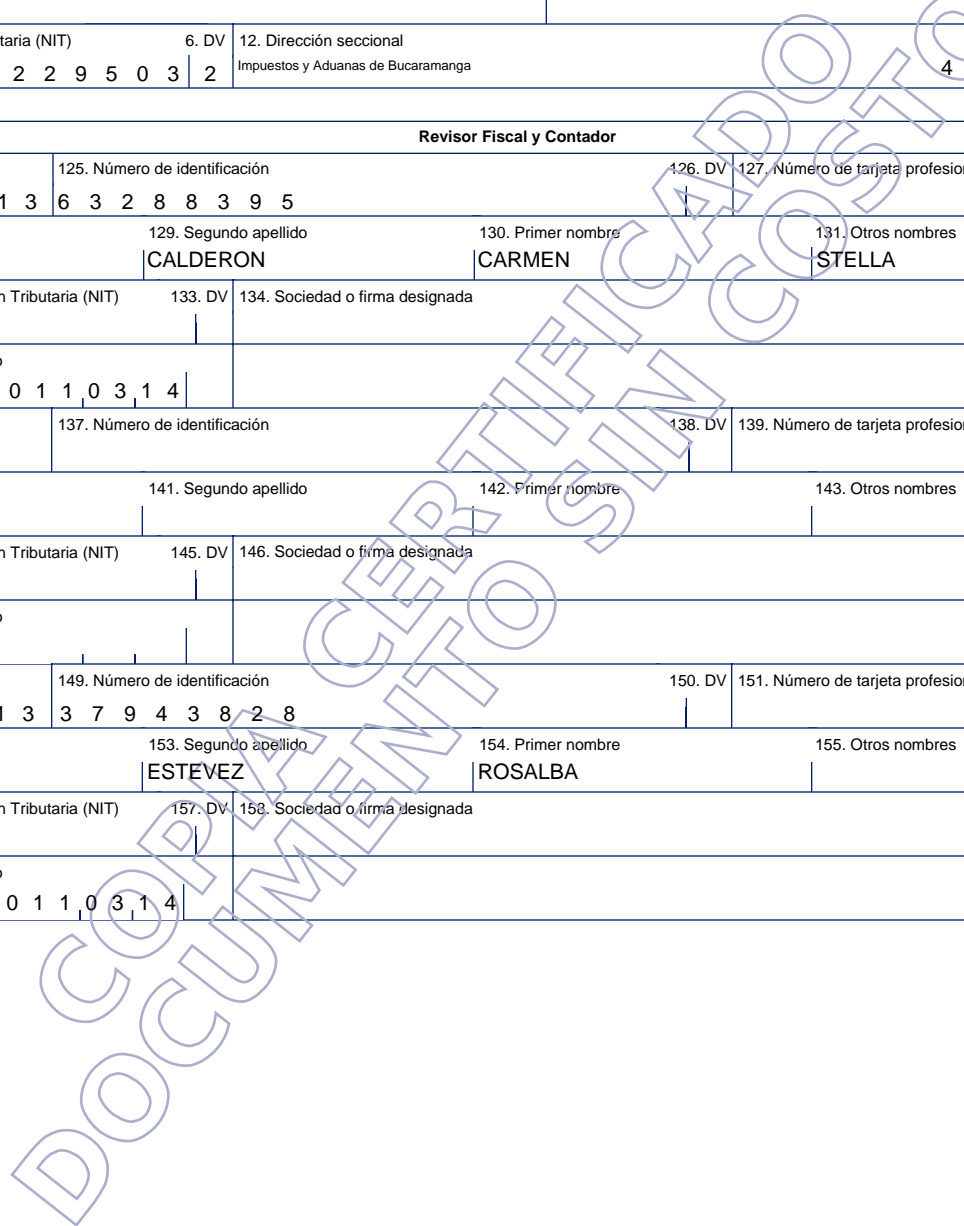 taria (NIT) 6. DV 12. Dirección seccional
2 2 9 5 0 3 2 Impuestos y Aduanas de Bucaramanga 4
Revisor Fiscal y Contador
125. Número de identificación 126. DV 127. Número de tarjeta profesion
1 3 6 3 2 8 8 3 9 5
129. Segundo apellido 130. Primer nombre 131. Otros nombres
CALDERON CARMEN STELLA
n Tributaria (NIT) 133. DV 134. Sociedad o firma designada
o
0 1 1 0 3 1 4
137. Número de identificación 138. DV 139. Número de tarjeta profesion
141. Segundo apellido 142. Primer nombre 143. Otros nombres
n Tributaria (NIT) 145. DV 146. Sociedad o firma designada
o
149. Número de identificación 150. DV 151. Número de tarjeta profesion
1 3 3 7 9 4 3 8 2 8
153. Segundo apellido 154. Primer nombre 155. Otros nombres
ESTEVEZ ROSALBA
n Tributaria (NIT) 157. DV 158. Sociedad o firma designada
o
0 1 1 0 3 1 4
COPIA CERTIFICADO
DOCUMENTO SIN COSTO